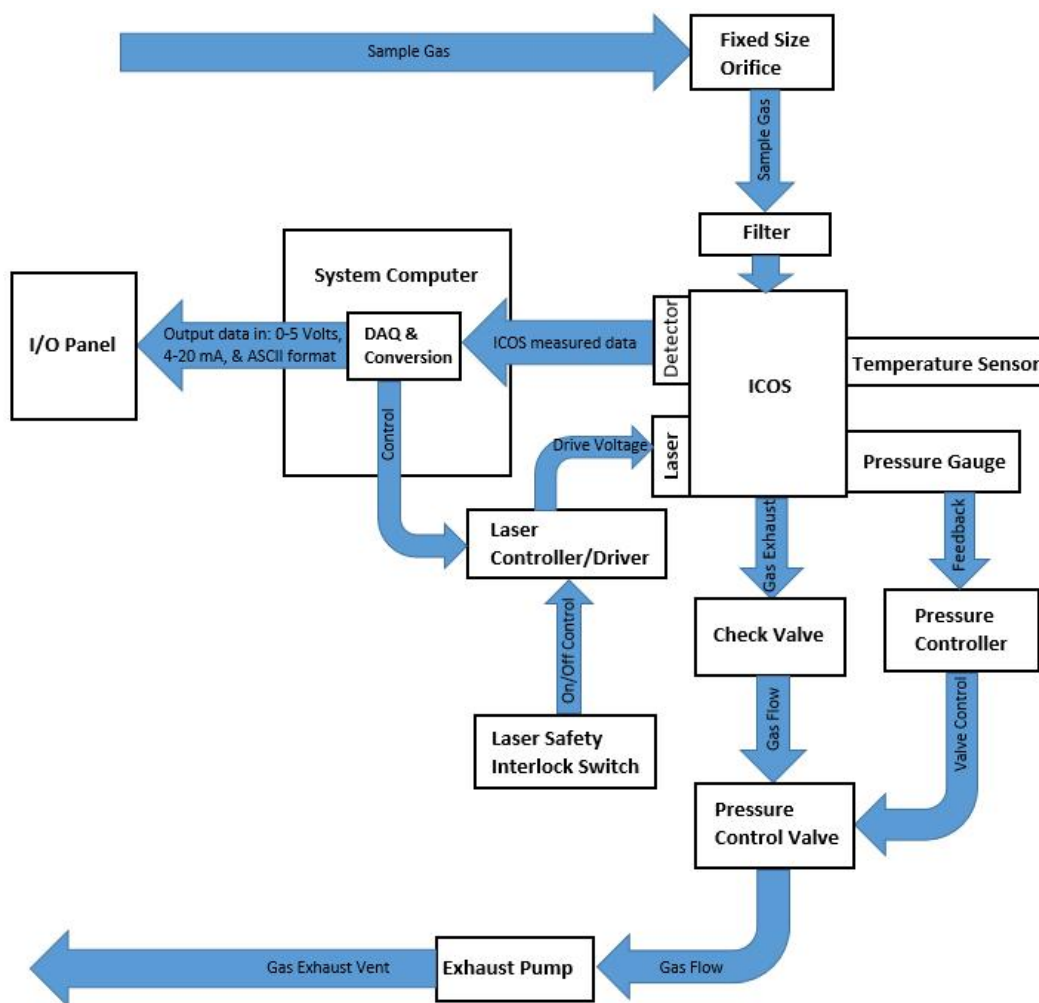 Sample Gas
Fixed Size
Orifice
Sample Gas
Filter
System Computer
I/O Panel
Output data in: 0-5 Volts,
4-20 mA, & ASCII format
DAQ &
Conversion
ICOS measured data
Detector
ICOS
Temperature Sensor
Control
Drive Voltage
Laser
Pressure Gauge
Laser
Controller/Driver
Gas Exhaust
Feedback
On/Off Control
Check Valve
Pressure
Controller
Laser Safety
Interlock Switch
Gas Flow
Valve Control
Pressure
Control Valve
Gas Exhaust Vent
Exhaust Pump
Gas Flow